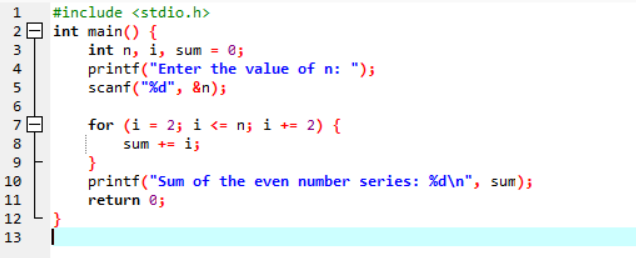 1 #include <stdio.h>
2 int main() {
3 int n, i, sum = 0;
4 printf("Enter the value of n: ");
5 scanf("%d", &n);
6
7 for (i = 2; i <= n; i += 2) {
8 sum += i;
9 }
10 printf("Sum of the even number series: %d\n", sum);
11 return 0;
12 }
13